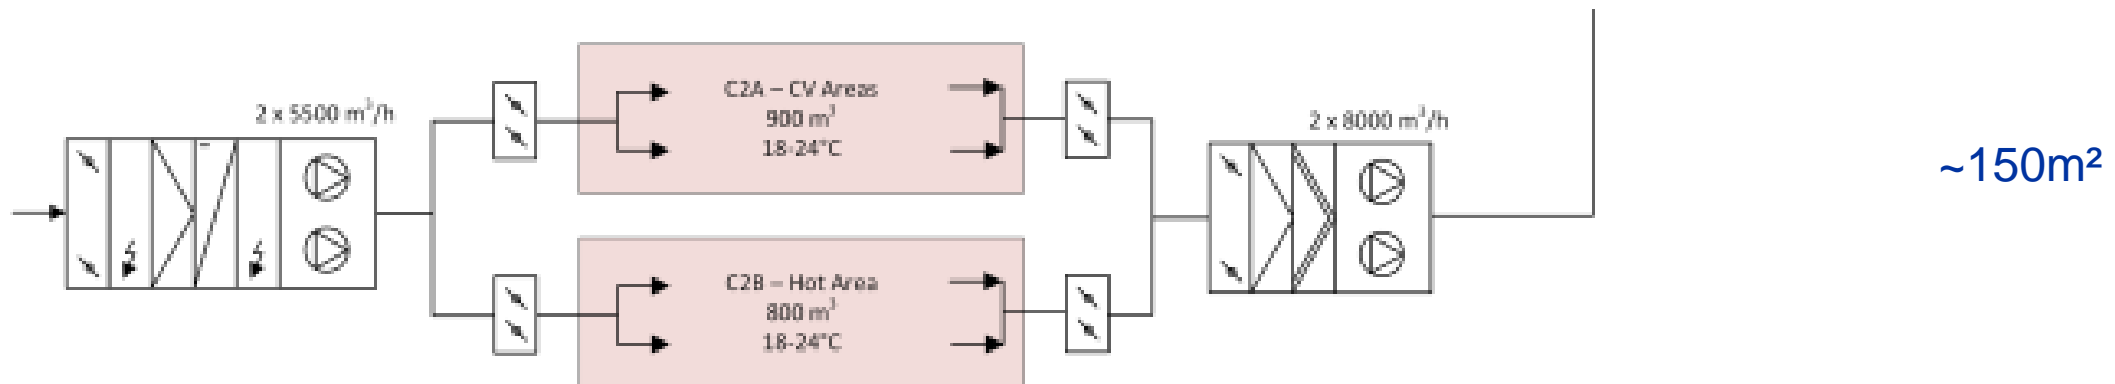 2 x 5500 m³/h
C2A – CV Areas
900 m³
18-24°C
2 x 8000 m³/h
~150m²
C2B – Hot Area
800 m³
18-24°C